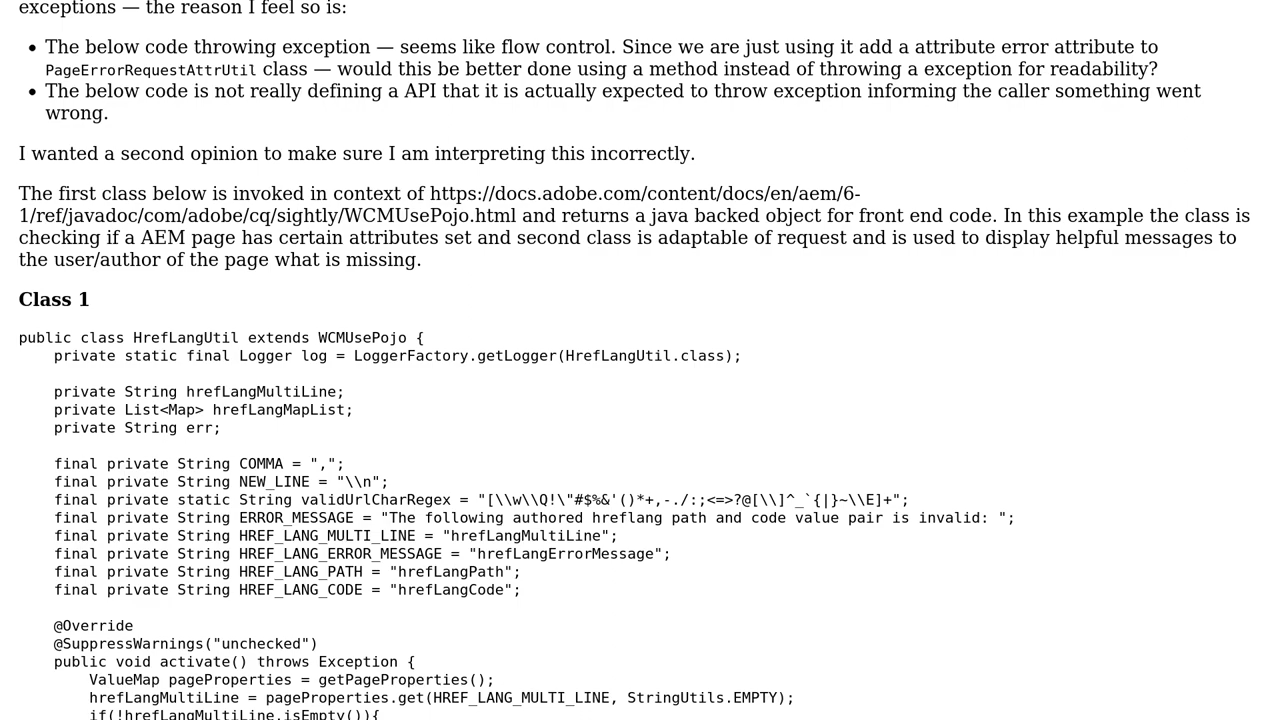 exceptions — the reason I feel so is:
• The below code throwing exception — seems like flow control. Since we are just using it add a attribute error attribute to
PageErrorRequestAttrUtil class — would this be better done using a method instead of throwing a exception for readability?
• The below code is not really defining a API that it is actually expected to throw exception informing the caller something went
wrong.
I wanted a second opinion to make sure I am interpreting this incorrectly.
The first class below is invoked in context of https://docs.adobe.com/content/docs/en/aem/6-
1/ref/javadoc/com/adobe/cq/sightly/WCMUsePojo.html and returns a java backed object for front end code. In this example the class is
checking if a AEM page has certain attributes set and second class is adaptable of request and is used to display helpful messages to
the user/author of the page what is missing.
Class 1
public class HrefLangUtil extends WCMUsePojo {
    private static final Logger log = LoggerFactory.getLogger(HrefLangUtil.class);
    private String hrefLangMultiLine;
    private List<Map> hrefLangMapList;
    private String err;
    final private String COMMA = ",";
    final private String NEW_LINE = "\\n";
    final private static String validUrlCharRegex = "[\\w\\Q!\"#$%&'()*+,-./:;<=>?@[\\]^_`{|}~\\E]+";
    final private String ERROR_MESSAGE = "The following authored hreflang path and code value pair is invalid: ";
    final private String HREF_LANG_MULTI_LINE = "hrefLangMultiLine";
    final private String HREF_LANG_ERROR_MESSAGE = "hrefLangErrorMessage";
    final private String HREF_LANG_PATH = "hrefLangPath";
    final private String HREF_LANG_CODE = "hrefLangCode";
    @Override
    @SuppressWarnings("unchecked")
    public void activate() throws Exception {
        ValueMap pageProperties = getPageProperties();
        hrefLangMultiLine = pageProperties.get(HREF_LANG_MULTI_LINE, StringUtils.EMPTY);
        if(!hrefLangMultiLine.isEmpty()){